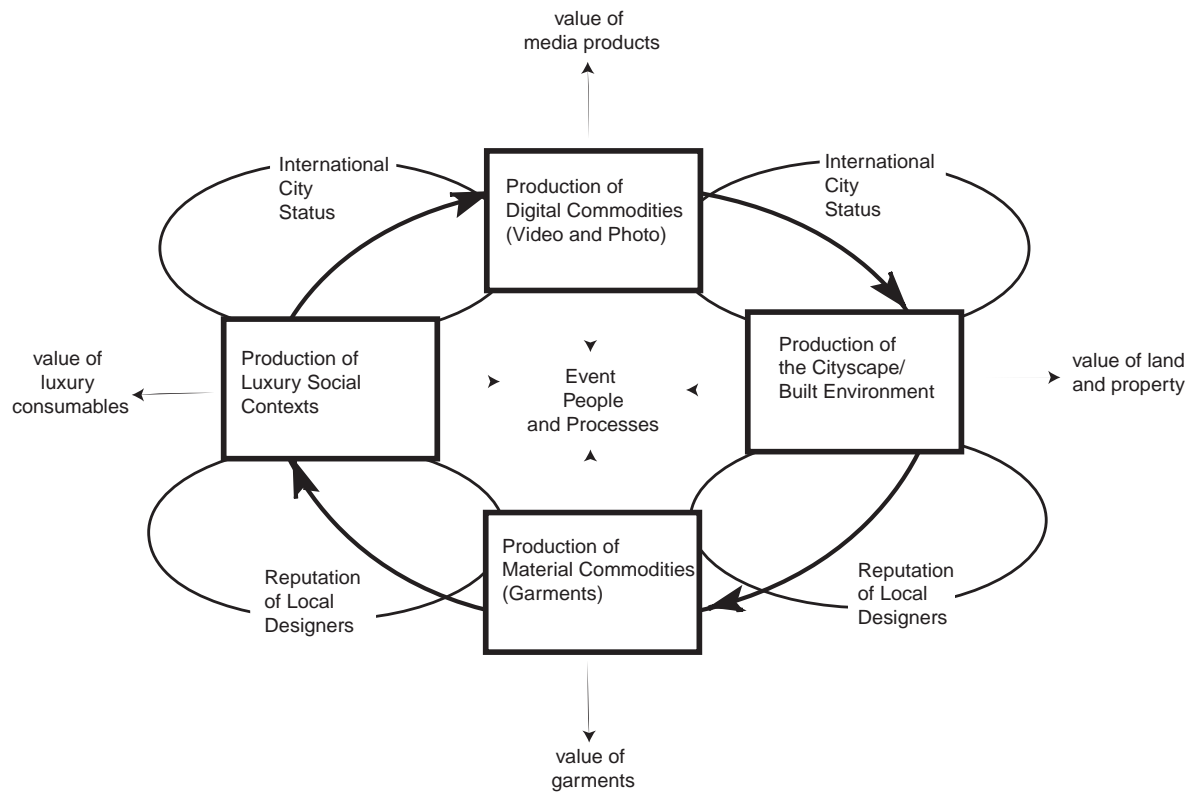 value of
media products
International
City
Status
International
City
Status
Production of
Digital Commodities
(Video and Photo)
value of
luxury
consumables
Production of
Luxury Social
Contexts
Event
People
and Processes
Production of
the Cityscape/
Built Environment
value of land
and property
Reputation
of Local
Designers
Production of
Material Commodities
(Garments)
Reputation
of Local
Designers
value of
garments